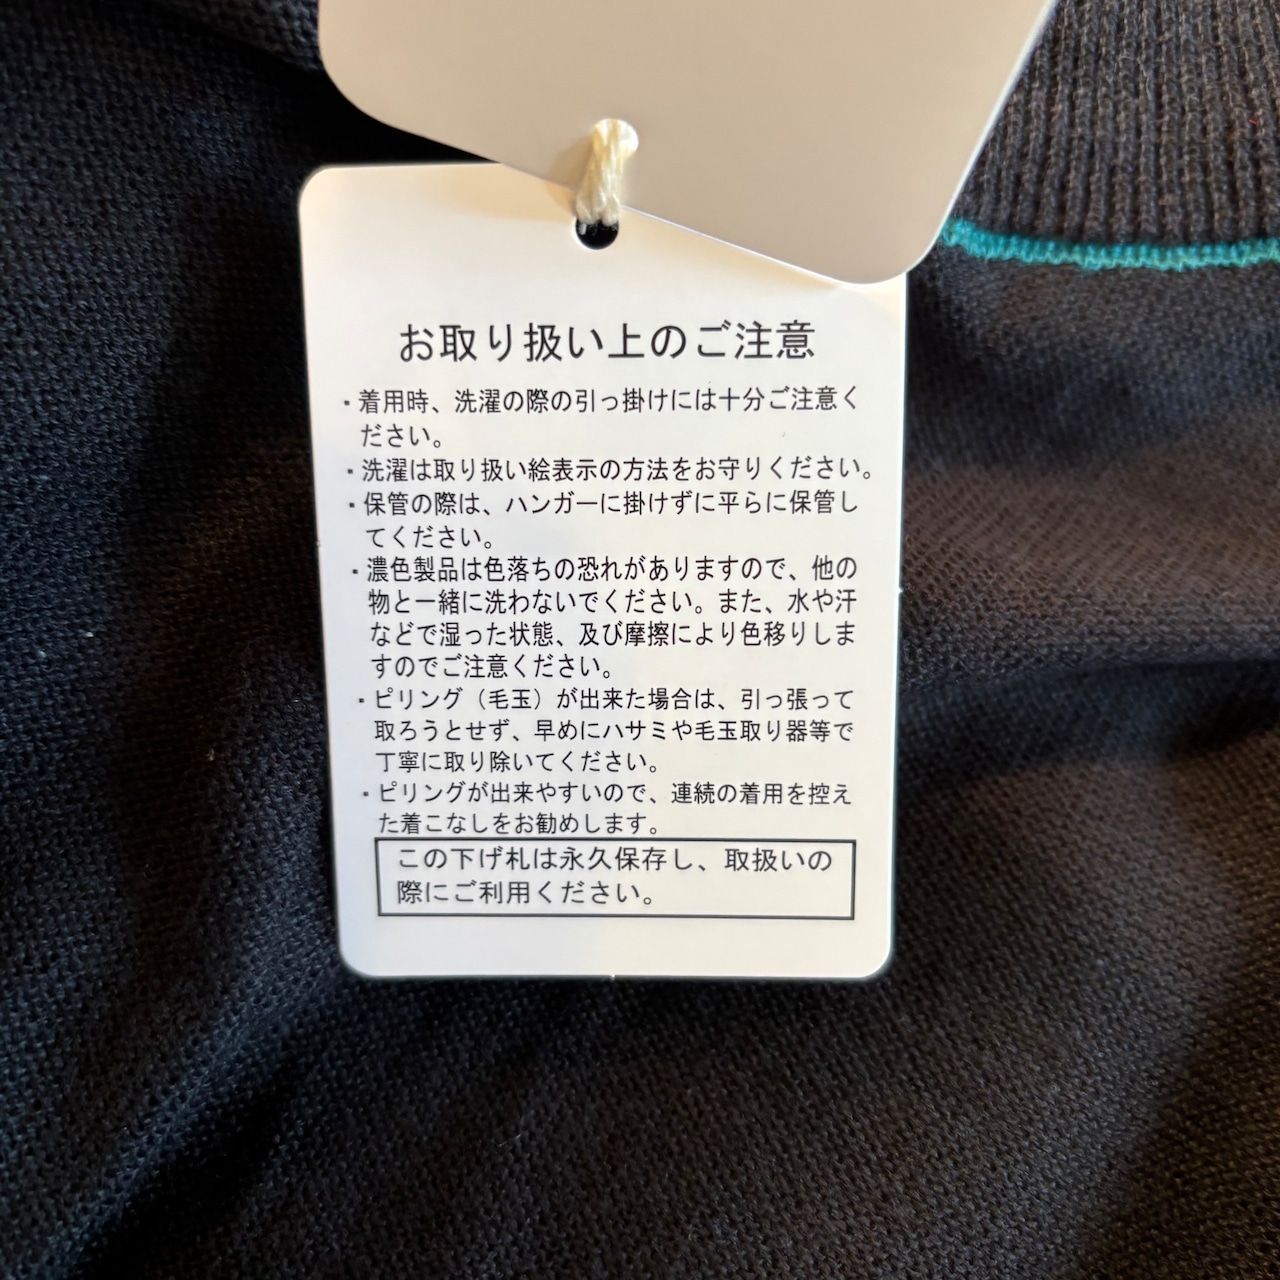 お取り扱い上のご注意
・着用時、洗濯の際の引っ掛けには十分ご注意く
ださい。
・洗濯は取り扱い絵表示の方法をお守りください。
・保管の際は、ハンガーに掛けずに平らに保管し
てください。
・濃色製品は色落ちの恐れがありますので、他の
物と一緒に洗わないでください。また、水や汗
などで湿った状態、及び摩擦により色移りしま
すのでご注意ください。
・ピリング（毛玉）が出来た場合は、引っ張って
取ろうとせず、早めにハサミや毛玉取り器等で
丁寧に取り除いてください。
・ピリングが出来やすいので、連続の着用を控え
た着こなしをお勧めします。
この下げ札は永久保存し、取扱いの
際にご利用ください。